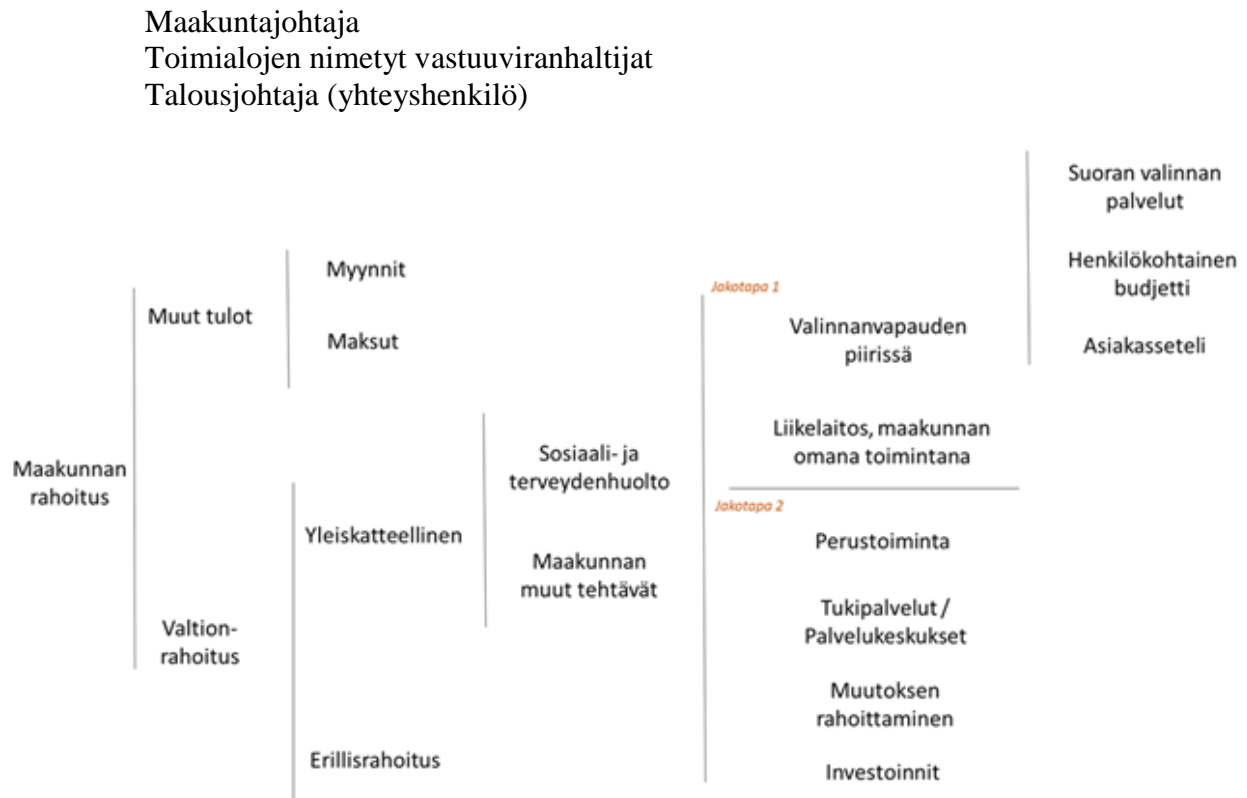 Maakuntajohtaja
Toimialojen nimetyt vastuuviranhaltijat
Talousjohtaja (yhteyshenkilö)
Maakunnan
rahoitus
Muut tulot
Valtion-
rahoitus
Myynnit
Maksut
Yleiskatteellinen
Erillisrahoitus
Sosiaali- ja
terveydenhuolto
Maakunnan
muut tehtävät
Jakotapa 1
Valinnanvapauden
piirissä
Liikelaitos, maakunnan
omana toimintana
Jakotapa 2
Perustoiminta
Tukipalvelut /
Palvelukeskukset
Muutoksen
rahoittaminen
Investoinnit
Suoran valinnan
palvelut
Henkilökohtainen
budjetti
Asiakasseteli